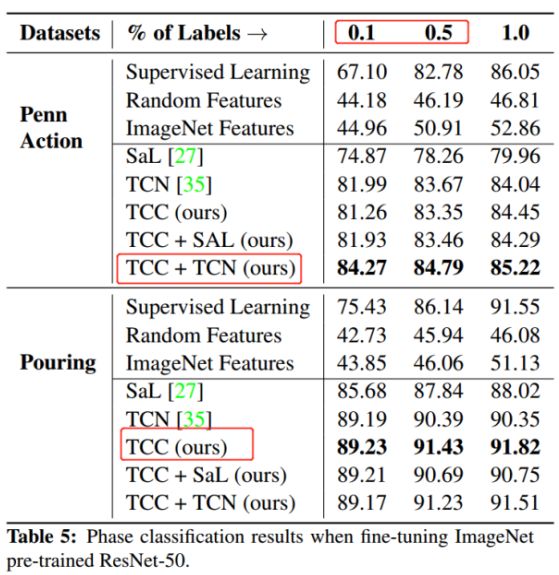 Datasets % of Labels → 0.1 0.5 1.0
Supervised Learning 67.10 82.78 86.05
Random Features 44.18 46.19 46.81
Penn Action ImageNet Features 44.96 50.91 52.86
SaL [27] 74.87 78.26 79.96
TCN [35] 81.99 83.67 84.04
TCC (ours) 81.26 83.35 84.45
TCC + SAL (ours) 81.93 83.46 84.29
TCC + TCN (ours) 84.27 84.79 85.22
Supervised Learning 75.43 86.14 91.55
Random Features 42.73 45.94 46.08
Pouring ImageNet Features 43.85 46.06 51.13
SaL [27] 85.68 87.84 88.02
TCN [35] 89.19 90.39 90.35
TCC (ours) 89.23 91.43 91.82
TCC + SaL (ours) 89.21 90.69 90.75
TCC + TCN (ours) 89.17 91.23 91.51
Table 5: Phase classification results when fine-tuning ImageNet
pre-trained ResNet-50.